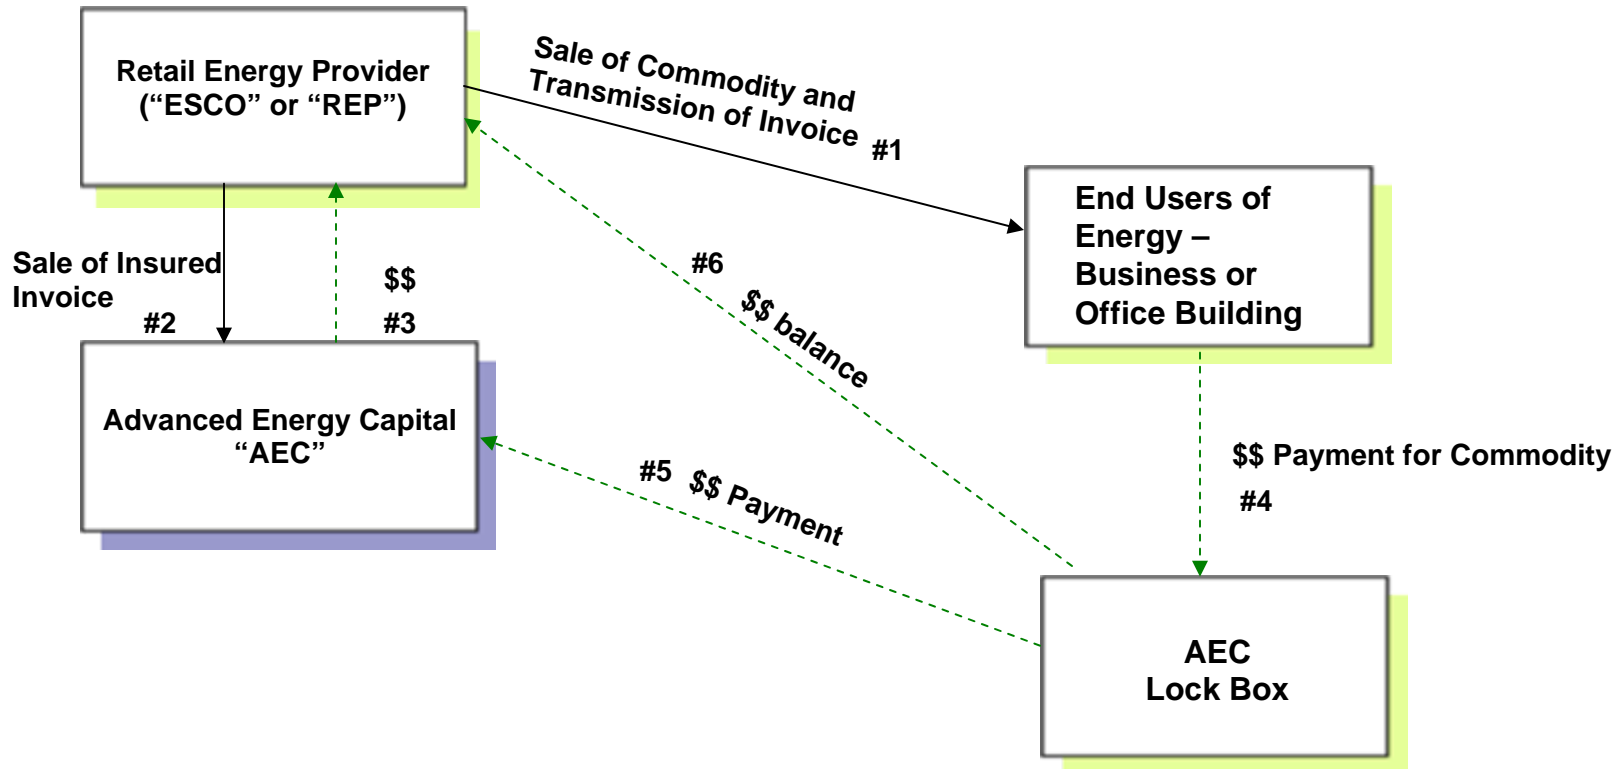 Retail Energy Provider
(“ESCO” or “REP”)
Sale of Commodity and
Transmission of Invoice
#1
End Users of
Energy –
Business or
Office Building
Sale of Insured
Invoice
#2
$$
#3
#6
$$ balance
Advanced Energy Capital
“AEC”
#5 $$ Payment
$$ Payment for Commodity
#4
AEC
Lock Box